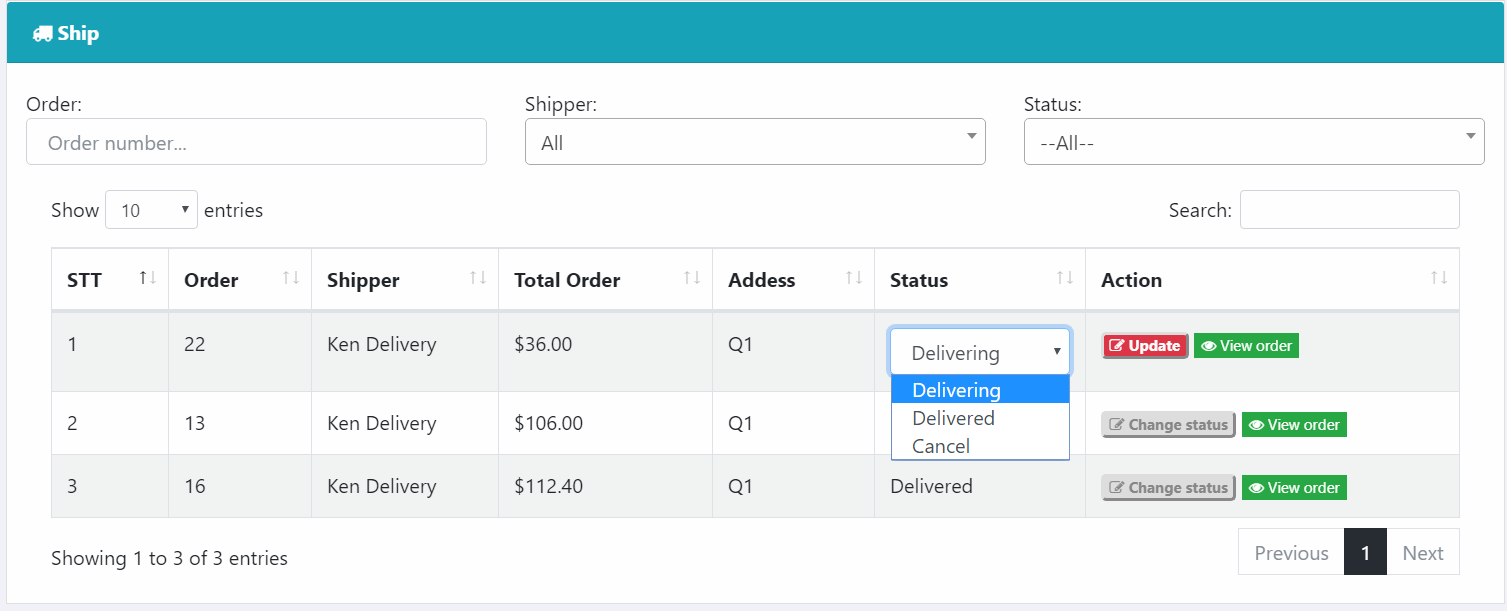 Ship
Order: Shipper: Status:
Order number... All --All--
Show 10 entries Search:
STT Order Shipper Total Order Addess Status Action
1 22 Ken Delivery $36.00 Q1 Delivering Update View order
Delivering
2 13 Ken Delivery $106.00 Q1 Delivered Change status View order
Cancel
3 16 Ken Delivery $112.40 Q1 Delivered Change status View order
Showing 1 to 3 of 3 entries Previous 1 Next